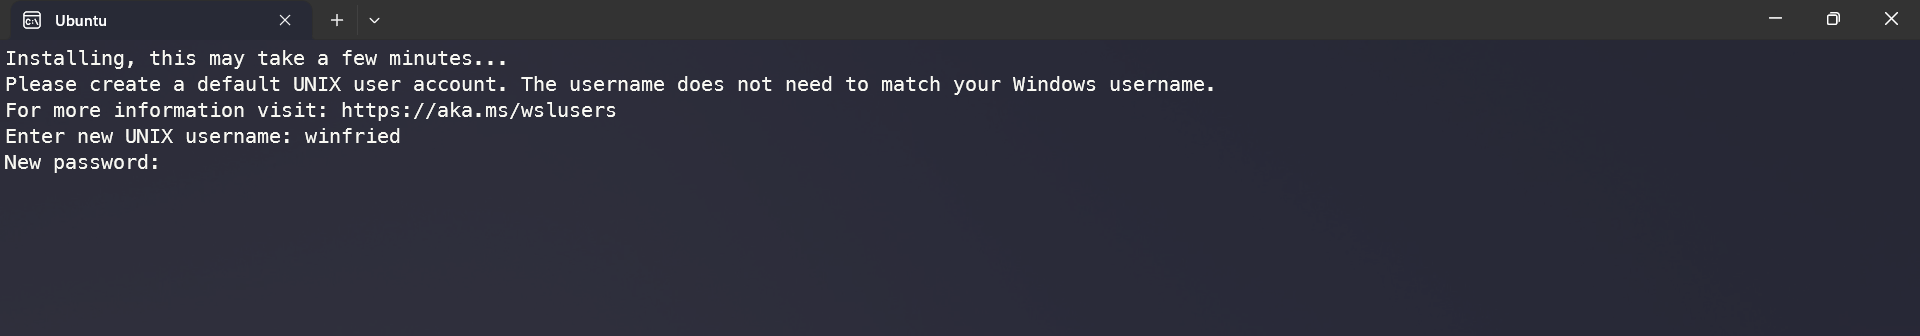 Ubuntu
Installing, this may take a few minutes...
Please create a default UNIX user account. The username does not need to match your Windows username.
For more information visit: https://aka.ms/wslusers
Enter new UNIX username: winfried
New password: